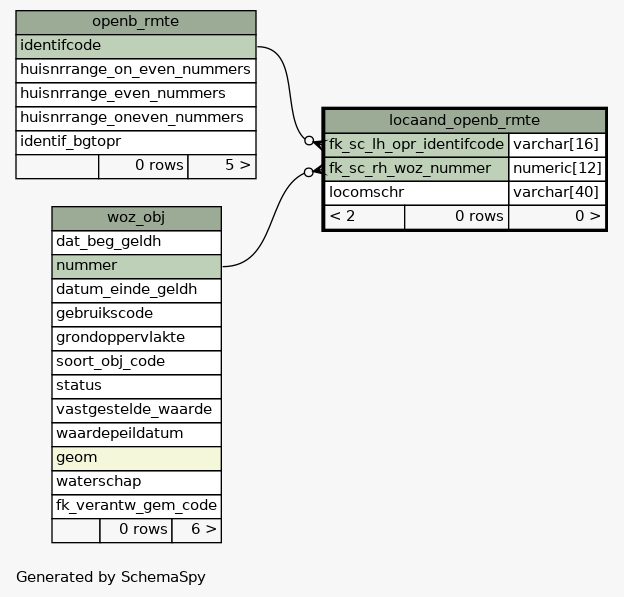 openb_rmte
identifcode
huisnrrange_on_even_nummers
huisnrrange_even_nummers
huisnrrange_oneven_nummers
identif_bgtopr
0 rows 5 >
locaand_openb_rmte
fk_sc_lh_opr_identifcode varchar[16]
fk_sc_rh_woz_nummer numeric[12]
locomschr varchar[40]
< 2 0 rows 0 >
woz_obj
dat_beg_geldh
nummer
datum_einde_geldh
gebruikscode
grondoppervlakte
soort_obj_code
status
vastgestelde_waarde
waardepeildatum
geom
waterschap
fk_verantw_gem_code
0 rows 6 >
Generated by SchemaSpy